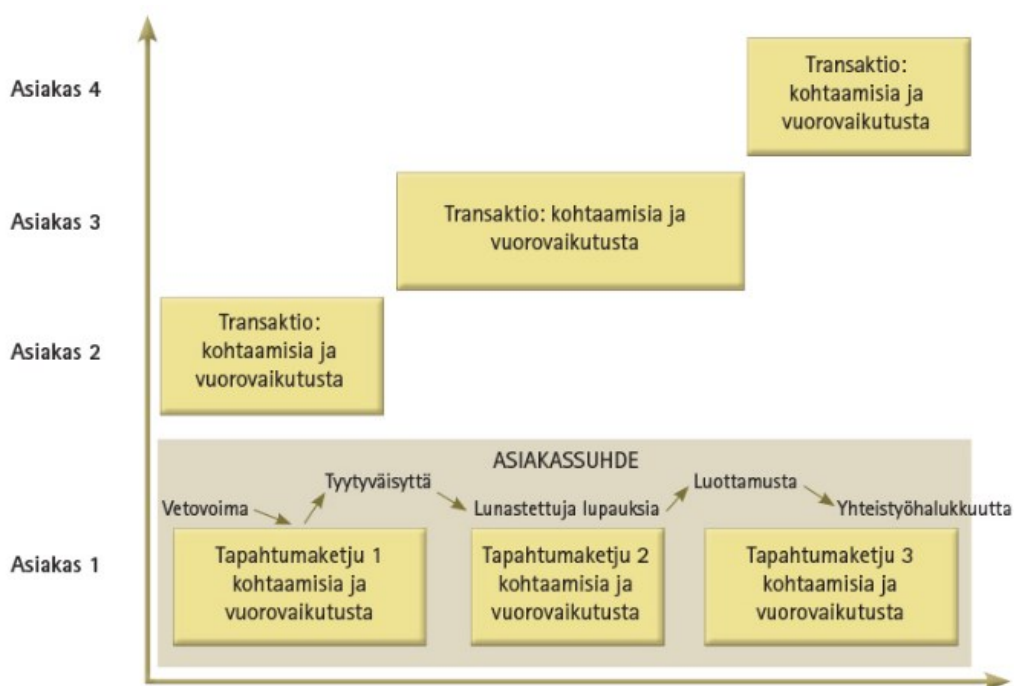 Asiakas 4
Transaktio:
kohtaamisia ja
vuorovaikutusta
Asiakas 3
Transaktio: kohtaamisia ja
vuorovaikutusta
Asiakas 2
Transaktio:
kohtaamisia ja
vuorovaikutusta
ASIAKASSUHDE
Vetovoima
Tyytyväisyttä
Lunastettuja lupauksia
Luottamusta
Yhteistyöhalukkuutta
Asiakas 1
Tapahtumaketju 1
kohtaamisia ja
vuorovaikutusta
Tapahtumaketju 2
kohtaamisia ja
vuorovaikutusta
Tapahtumaketju 3
kohtaamisia ja
vuorovaikutusta